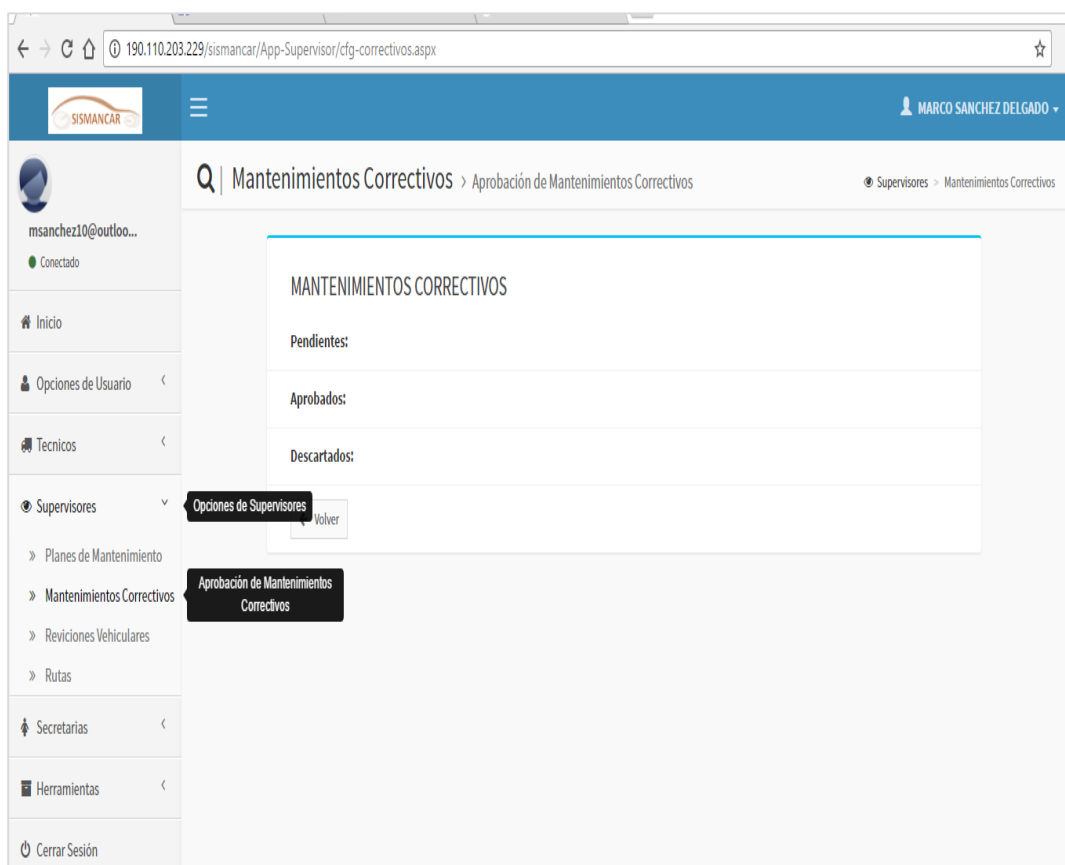 190.110.203.229/sismancar/App-Supervisor/cfg-correctivos.aspx
SISMANCAR
MARCO SANCHEZ DELGADO
Mantenimientos Correctivos > Aprobación de Mantenimientos Correctivos
Supervisores > Mantenimientos Correctivos
msanchez10@outloo...
Conectado
Inicio
Opciones de Usuario
Tecnicos
Supervisores
Opciones de Supervisores
Planes de Mantenimiento
Mantenimientos Correctivos
Aprobación de Mantenimientos
Correctivos
Reviciones Vehiculares
Rutas
Secretarias
Herramientas
Cerrar Sesión
MANTENIMIENTOS CORRECTIVOS
Pendientes:
Aprobados:
Descartados:
Volver